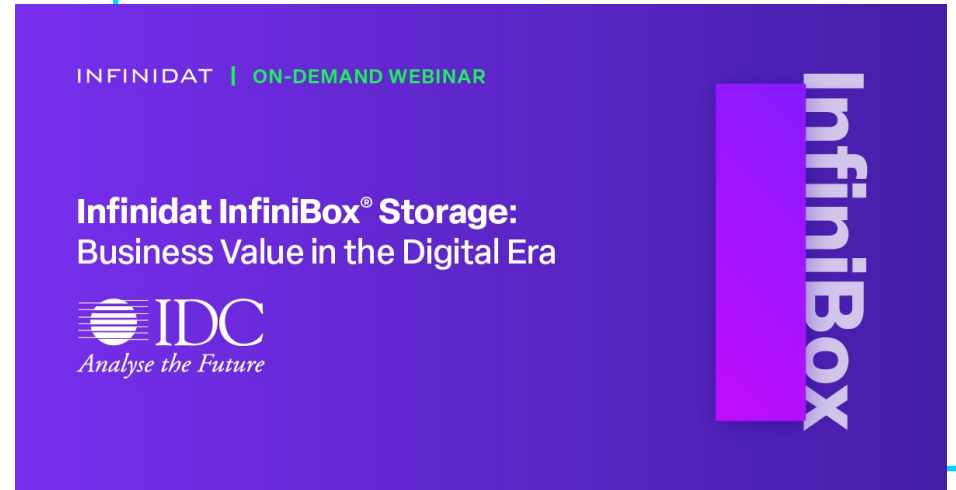 INFINIDAT | ON-DEMAND WEBINAR
Infinidat InfiniBox® Storage:
Business Value in the Digital Era
IDC
Analyse the Future
InfiniBox